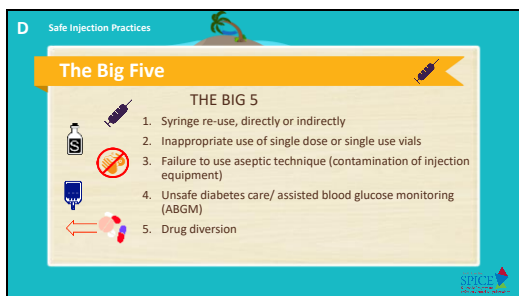 D Safe Injection Practices
The Big Five
THE BIG 5
1. Syringe re-use, directly or indirectly
2. Inappropriate use of single dose or single use vials
S
3. Failure to use aseptic technique (contamination of injection
equipment)
4. Unsafe diabetes care/ assisted blood glucose monitoring
(ABGM)
5. Drug diversion
SPICE